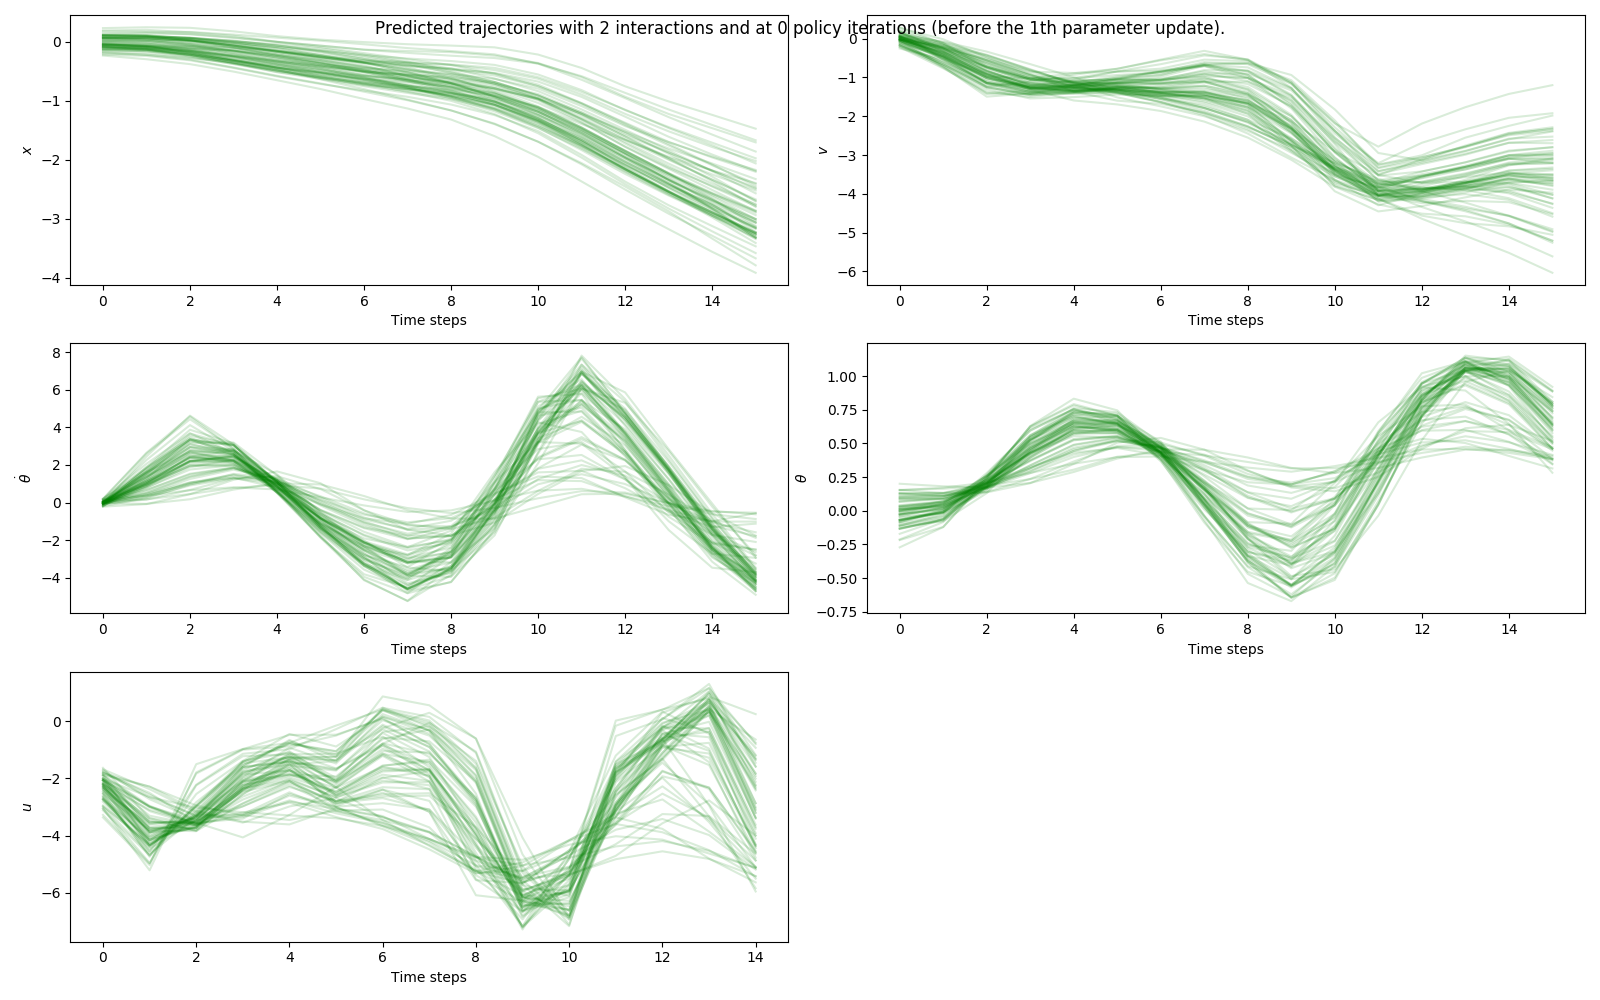 Predicted trajectories with 2 interactions and at 0 policy iterations (before the 1th parameter update).
0
−1
−2
−3
−4
x
0 2 4 6 8 10 12 14
Time steps
0
−1
−2
−3
−4
−5
−6
v
0 2 4 6 8 10 12 14
Time steps
8
6
4
2
0
−2
−4
θ̇
0 2 4 6 8 10 12 14
Time steps
1.00
0.75
0.50
0.25
0.00
−0.25
−0.50
−0.75
θ
0 2 4 6 8 10 12 14
Time steps
0
−2
−4
−6
u
0 2 4 6 8 10 12 14
Time steps